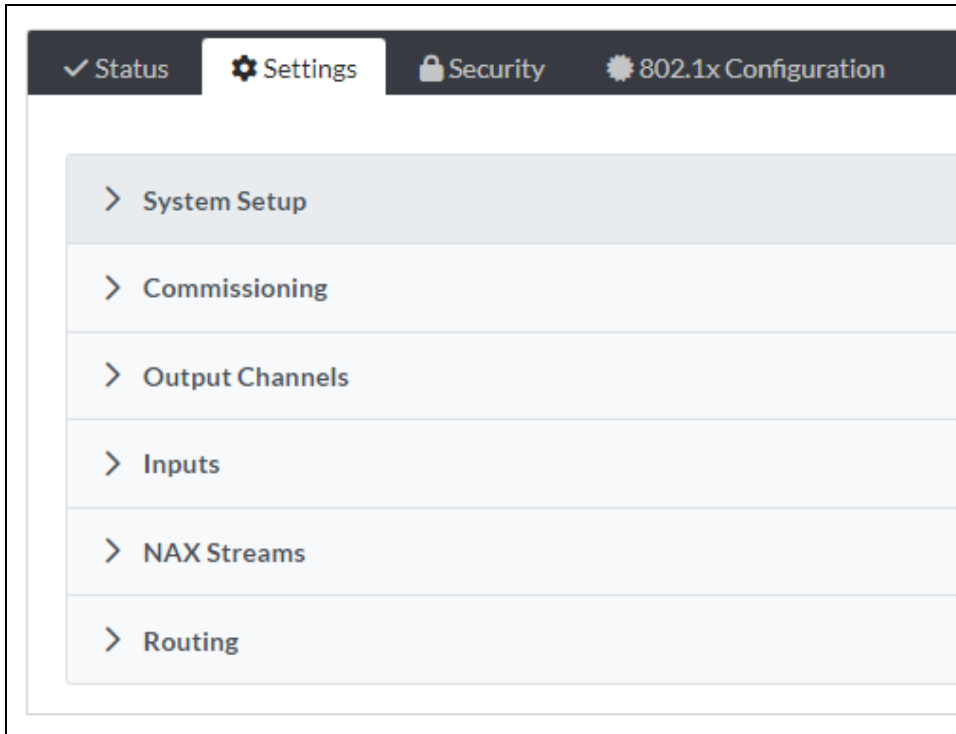 Status Settings Security 802.1x Configuration
System Setup
Commissioning
Output Channels
Inputs
NAX Streams
Routing